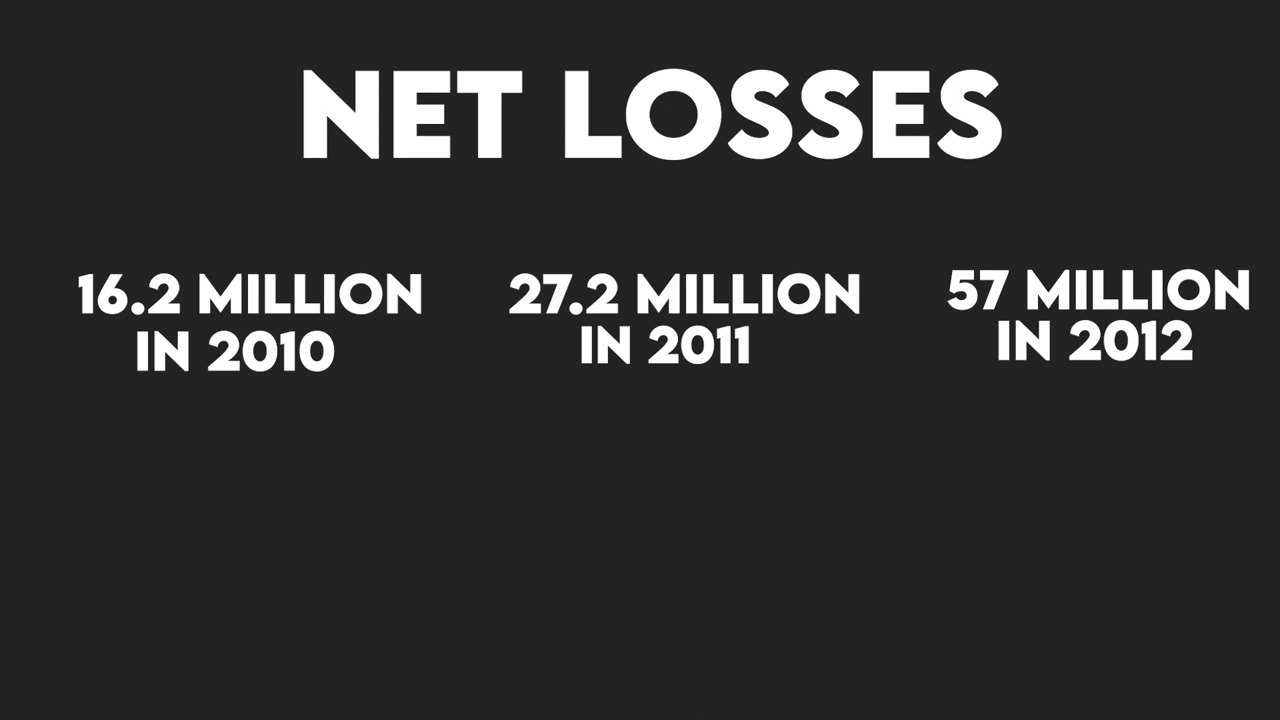 NET LOSSES
16.2 MILLION
IN 2010
27.2 MILLION
IN 2011
57 MILLION
IN 2012